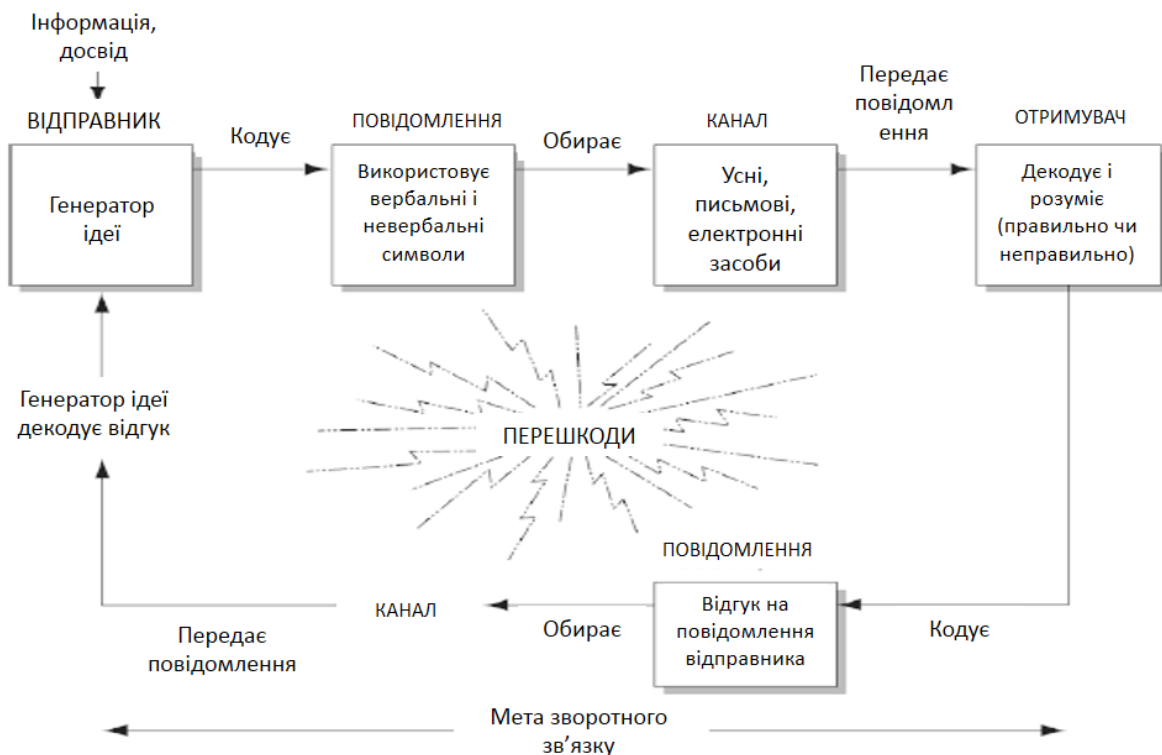 Інформація,
досвід
ВІДПРАВНИК
Генератор
ідеї
Кодує
ПОВІДОМЛЕННЯ
Використовує
вербальні і
невербальні
символи
Обирає
КАНАЛ
Усні,
письмові,
електронні
засоби
Передає
повідомл
ення
ОТРИМУВАЧ
Декодує і
розуміє
(правильно чи
неправильно)
Генератор ідеї
декодує відгук
ПЕРЕШКОДИ
ПОВІДОМЛЕННЯ
Відгук на
повідомлення
відправника
Кодує
Обирає
КАНАЛ
Передає
повідомлення
Мета зворотного
зв’язку